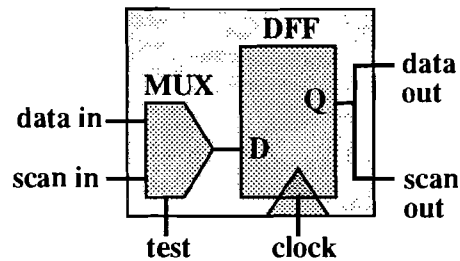 DFF
MUX
data in
scan in
D
Q
data
out
scan
out
test
clock